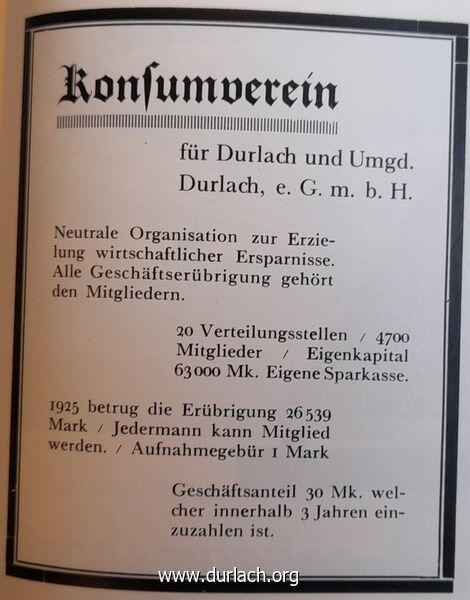 Konsumverein
für Durlach und Umgd.
Durlach, e. G. m. b. H.
Neutrale Organisation zur Erzie-
lung wirtschaftlicher Ersparnisse.
Alle Geschäftserübrigung gehört
den Mitgliedern.
20 Verteilungsstellen / 4700
Mitglieder / Eigenkapital
63000 Mk. Eigene Sparkasse.
1925 betrug die Erübrigung 26539
Mark / Jedermann kann Mitglied
werden. / Aufnahmegebür 1 Mark
Geschäftsanteil 30 Mk. wel-
cher innerhalb 3 Jahren ein-
zuzahlen ist.
www.durlach.org